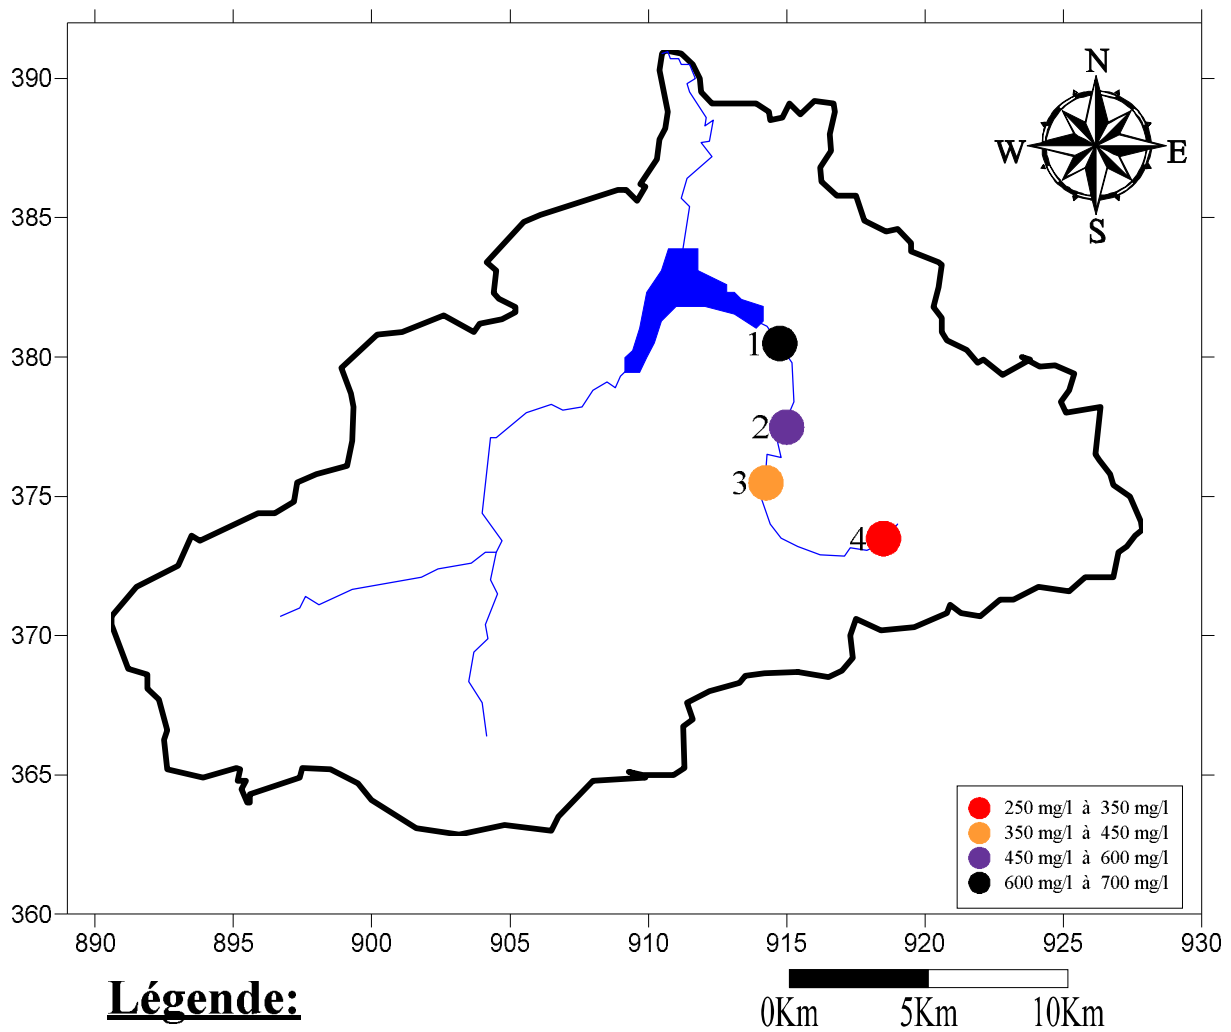 N
390
W E
S
385
380
1
2
375
3
4
370
365
250 mg/l à 350 mg/l
350 mg/l à 450 mg/l
450 mg/l à 600 mg/l
600 mg/l à 700 mg/l
360
890 895 900 905 910 915 920 925 930
Légende:
0Km 5Km 10Km